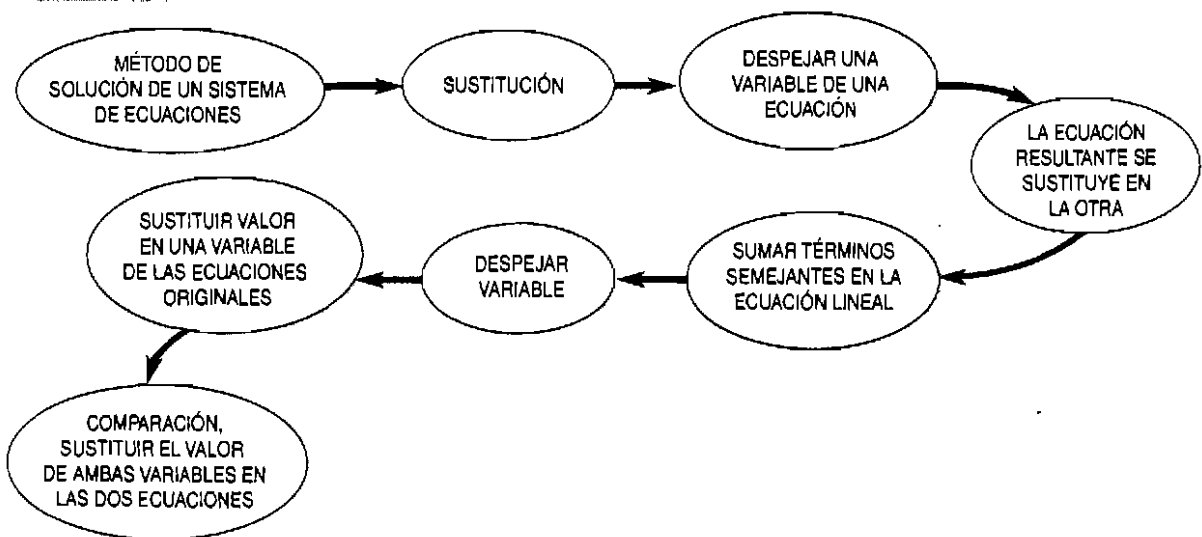 MÉTODO DE
SOLUCIÓN DE UN SISTEMA
DE ECUACIONES
SUSTITUCIÓN
DESPEJAR UNA
VARIABLE DE UNA
ECUACIÓN
LA ECUACIÓN
RESULTANTE SE
SUSTITUYE EN
LA OTRA
SUMAR TÉRMINOS
SEMEJANTES EN LA
ECUACIÓN LINEAL
DESPEJAR
VARIABLE
SUSTITUIR VALOR
EN UNA VARIABLE
DE LAS ECUACIONES
ORIGINALES
COMPARACIÓN,
SUSTITUIR EL VALOR
DE AMBAS VARIABLES EN
LAS DOS ECUACIONES